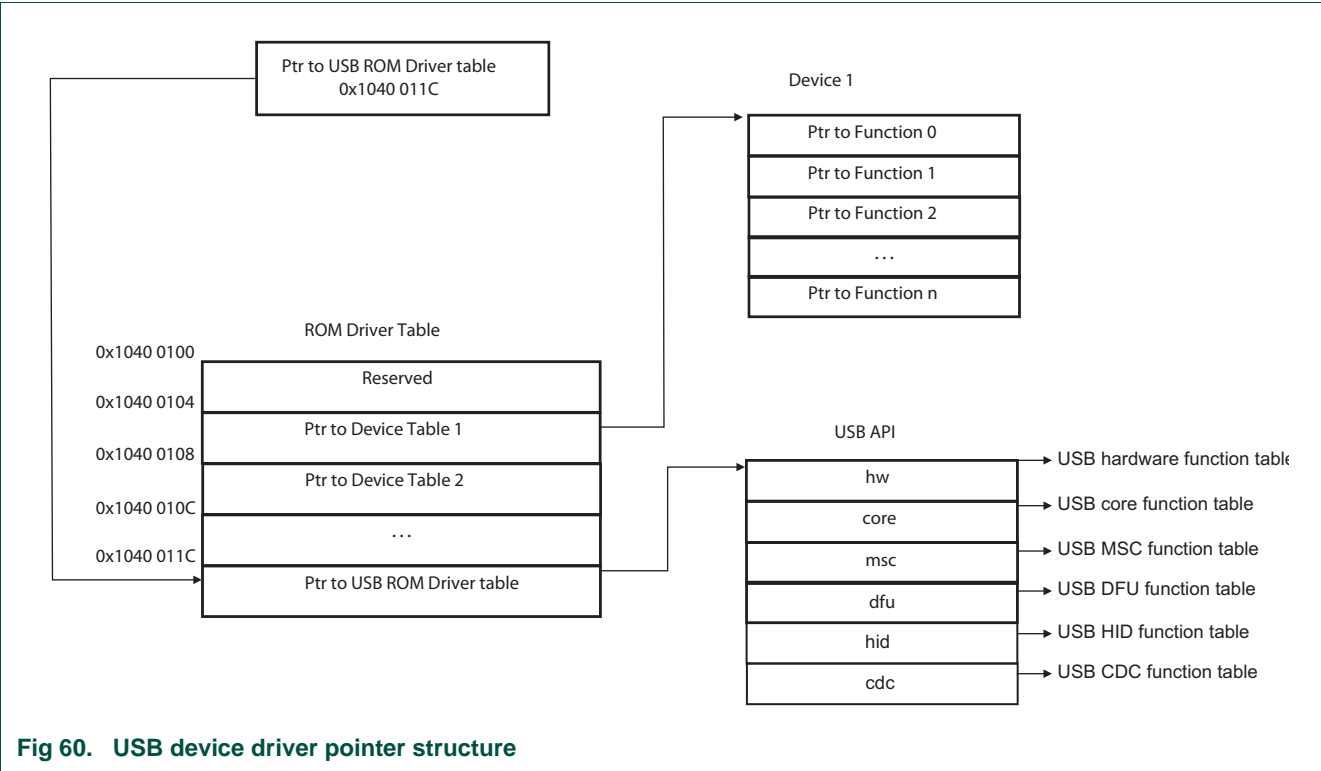 Ptr to USB ROM Driver table
0x1040 011C
Device 1
Ptr to Function 0
Ptr to Function 1
Ptr to Function 2
...
Ptr to Function n
ROM Driver Table
0x1040 0100
Reserved
0x1040 0104
Ptr to Device Table 1
0x1040 0108
Ptr to Device Table 2
0x1040 010C
...
0x1040 011C
Ptr to USB ROM Driver table
USB API
hw
USB hardware function table
core
USB core function table
msc
USB MSC function table
dfu
USB DFU function table
hid
USB HID function table
cdc
USB CDC function table
Fig 60. USB device driver pointer structure